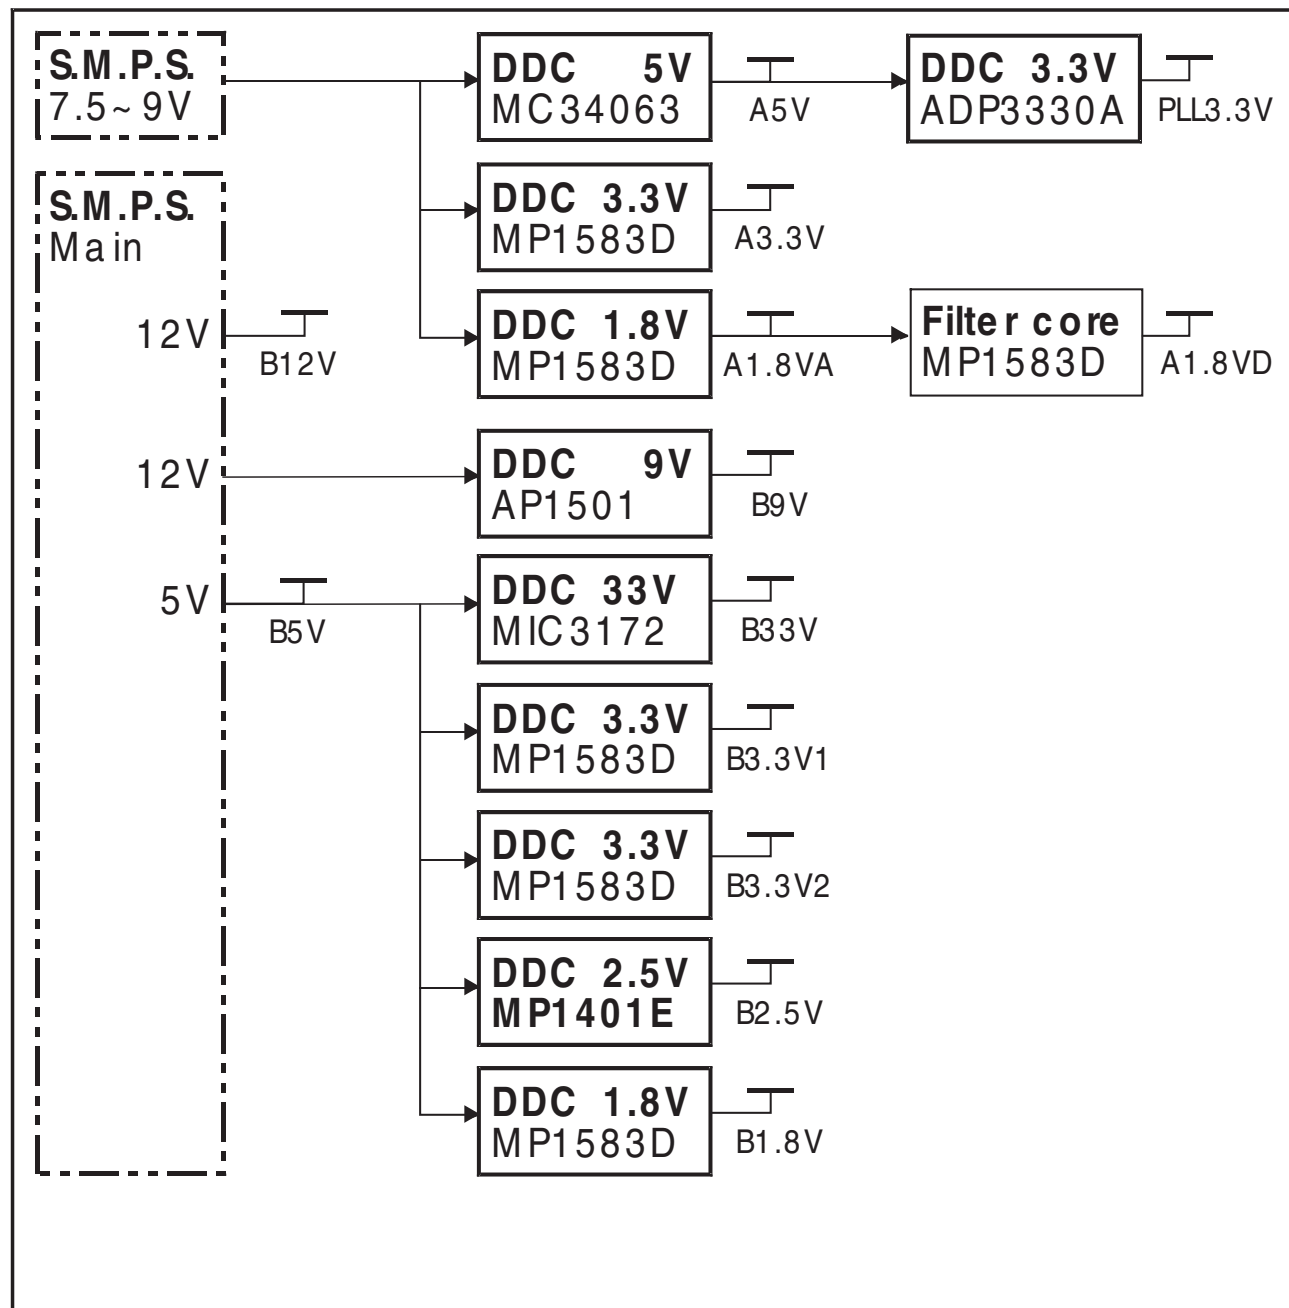 S.M.P.S.
7.5~9V
DDC 5V
MC34063
A5V
DDC 3.3V
ADP3330A
PLL3.3V
DDC 3.3V
MP1583D
A3.3V
S.M.P.S.
Main
12V
B12V
DDC 1.8V
MP1583D
A1.8VA
Filter core
MP1583D
A1.8VD
12V
DDC 9V
AP1501
B9V
5V
B5V
DDC 33V
MIC3172
B33V
DDC 3.3V
MP1583D
B3.3V1
DDC 3.3V
MP1583D
B3.3V2
DDC 2.5V
MP1401E
B2.5V
DDC 1.8V
MP1583D
B1.8V